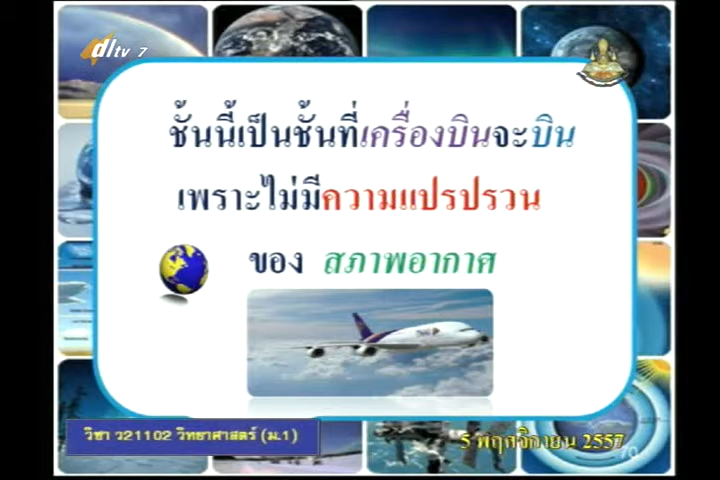 dltv 7
ชั้นนี้เป็นชั้นที่เครื่องบินจะบิน
เพราะไม่มีความแปรปรวน
ของ สภาพอากาศ
วิชา ว21102 วิทยาศาสตร์ (ม.1)
5 พฤศจิกายน 2557